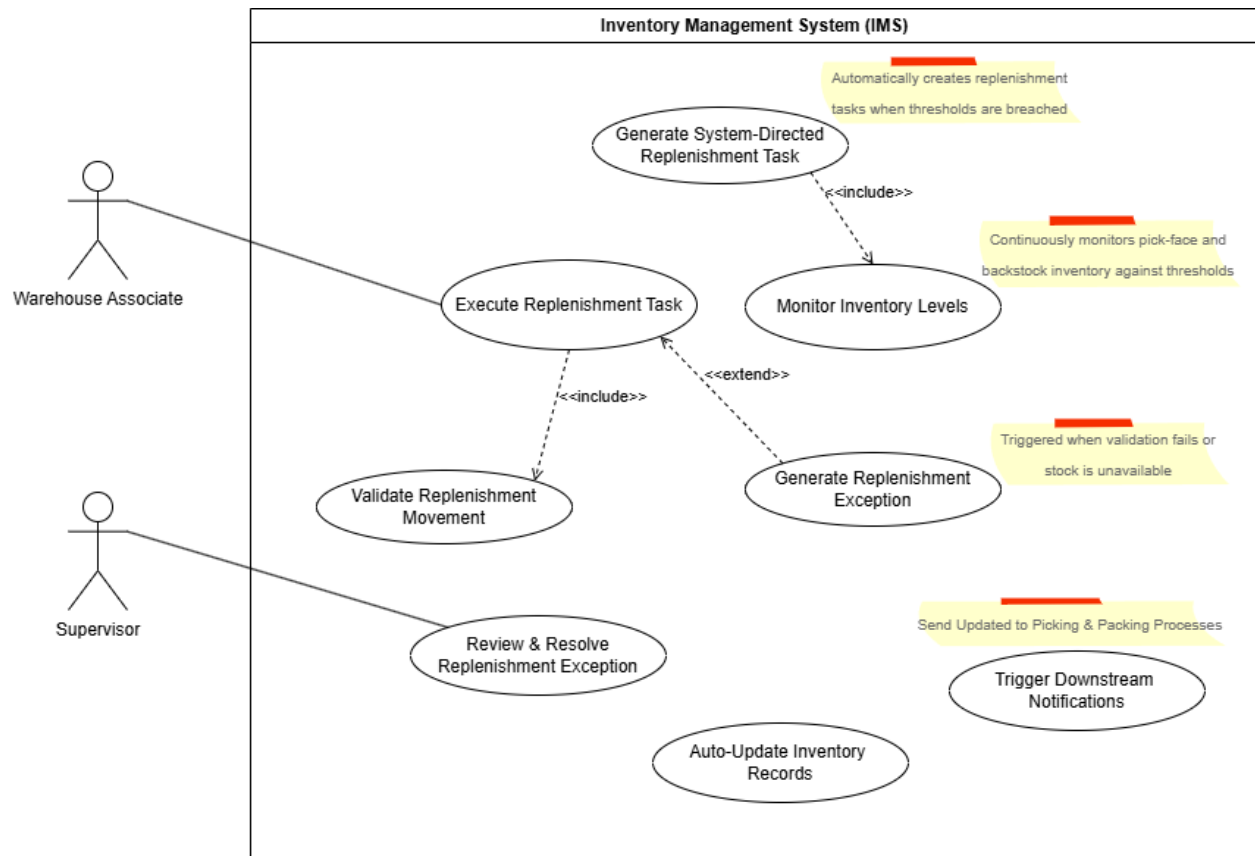 Inventory Management System (IMS)
Automatically creates replenishment
tasks when thresholds are breached
Generate System-Directed
Replenishment Task
<<include>>
Continuously monitors pick-face and
backstock inventory against thresholds
Warehouse Associate
Execute Replenishment Task
Monitor Inventory Levels
<<extend>>
<<include>>
Triggered when validation fails or
stock is unavailable
Validate Replenishment
Movement
Generate Replenishment
Exception
Supervisor
Send Updated to Picking & Packing Processes
Review & Resolve
Replenishment Exception
Trigger Downstream
Notifications
Auto-Update Inventory
Records